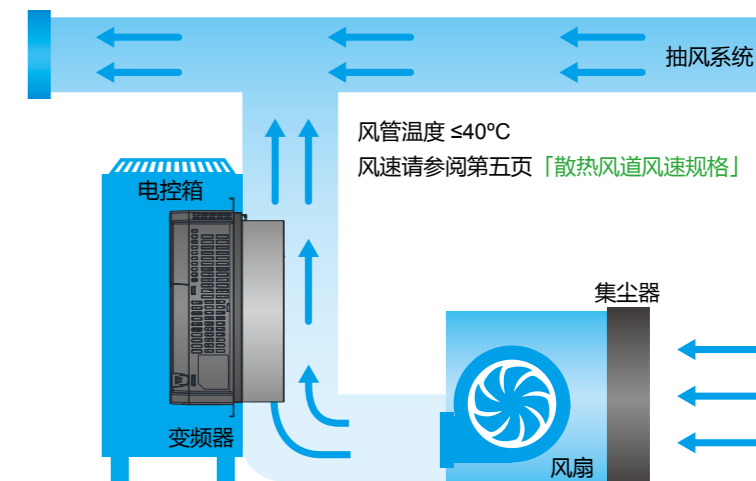 抽风系统
风管温度 ≤40ºC
风速请参阅第五页「散热风道风速规格」
电控箱
集尘器
变频器
风扇